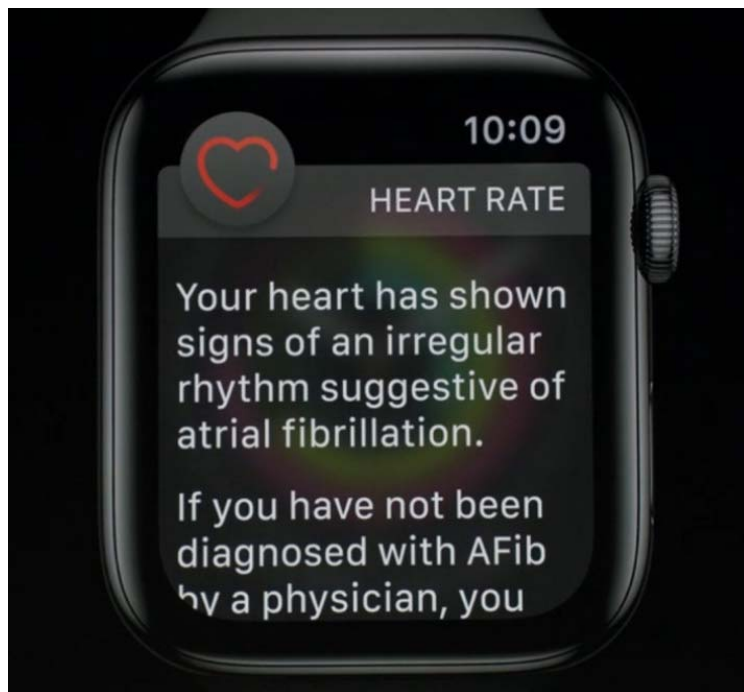 10:09
HEART RATE
Your heart has shown
signs of an irregular
rhythm suggestive of
atrial fibrillation.
If you have not been
diagnosed with AFib
by a physician, you